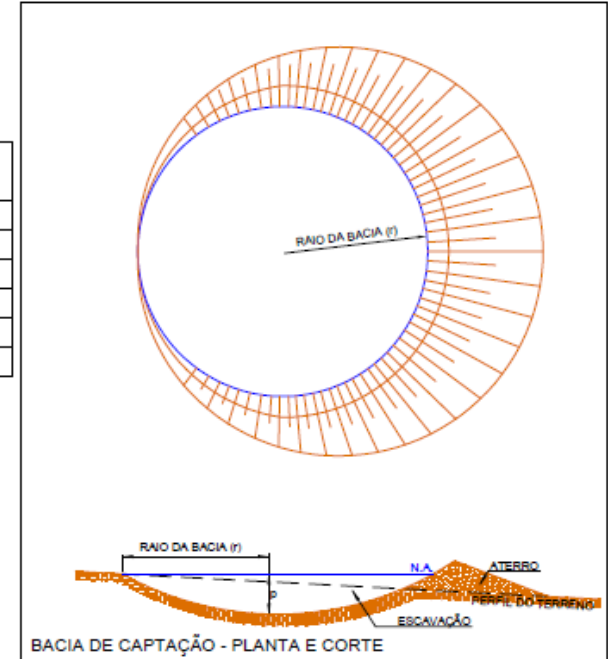 RAIO DA BACIA (r)
RAIO DA BACIA (r)
N.A.
ATERRO
p
PERFIL DO TERRENO
ESCAVAÇÃO
BACIA DE CAPTAÇÃO - PLANTA E CORTE